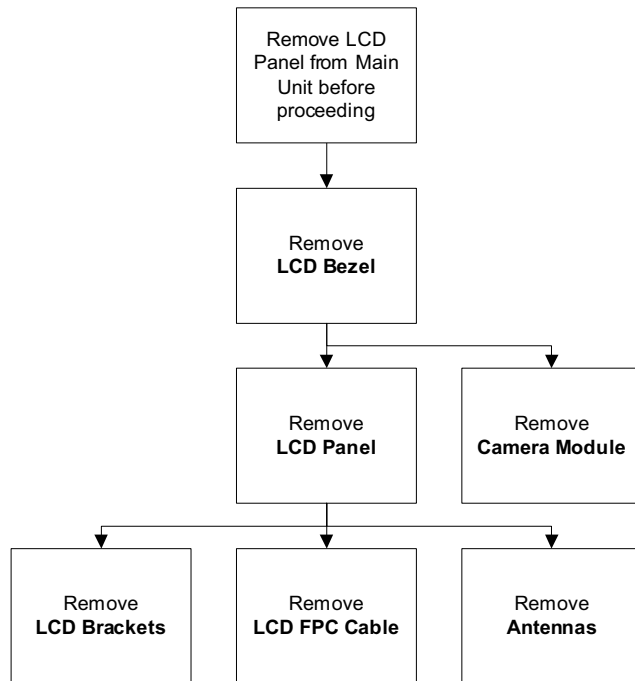 Remove LCD
Panel from Main
Unit before
proceeding
Remove
LCD Bezel
Remove
LCD Panel
Remove
Camera Module
Remove
LCD Brackets
Remove
LCD FPC Cable
Remove
Antennas